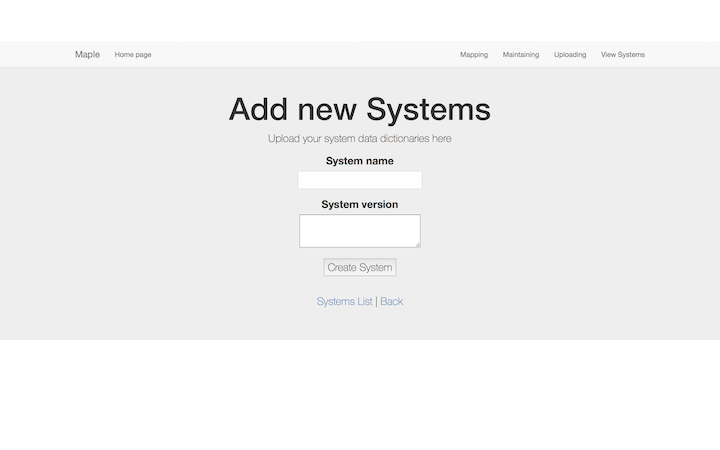 Maple Home page Mapping Maintaining Uploading View Systems
Add new Systems
Upload your system data dictionaries here
System name
System version
Create System
Systems List | Back